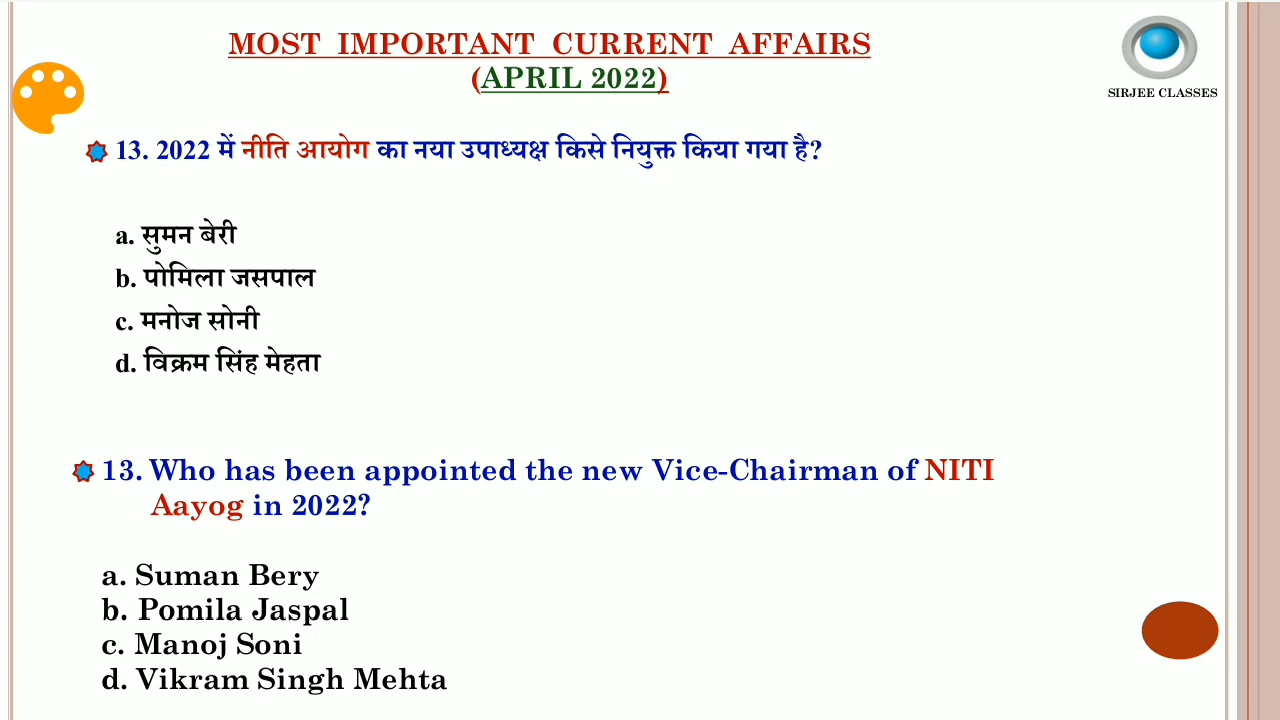 MOST IMPORTANT CURRENT AFFAIRS
(APRIL 2022)
SIRJEE CLASSES
13. 2022 में नीति आयोग का नया उपाध्यक्ष किसे नियुक्त किया गया है?
a. सुमन बेरी
b. पोमिला जसपाल
c. मनोज सोनी
d. विक्रम सिंह मेहता
13. Who has been appointed the new Vice-Chairman of NITI
Aayog in 2022?
a. Suman Bery
b. Pomila Jaspal
c. Manoj Soni
d. Vikram Singh Mehta